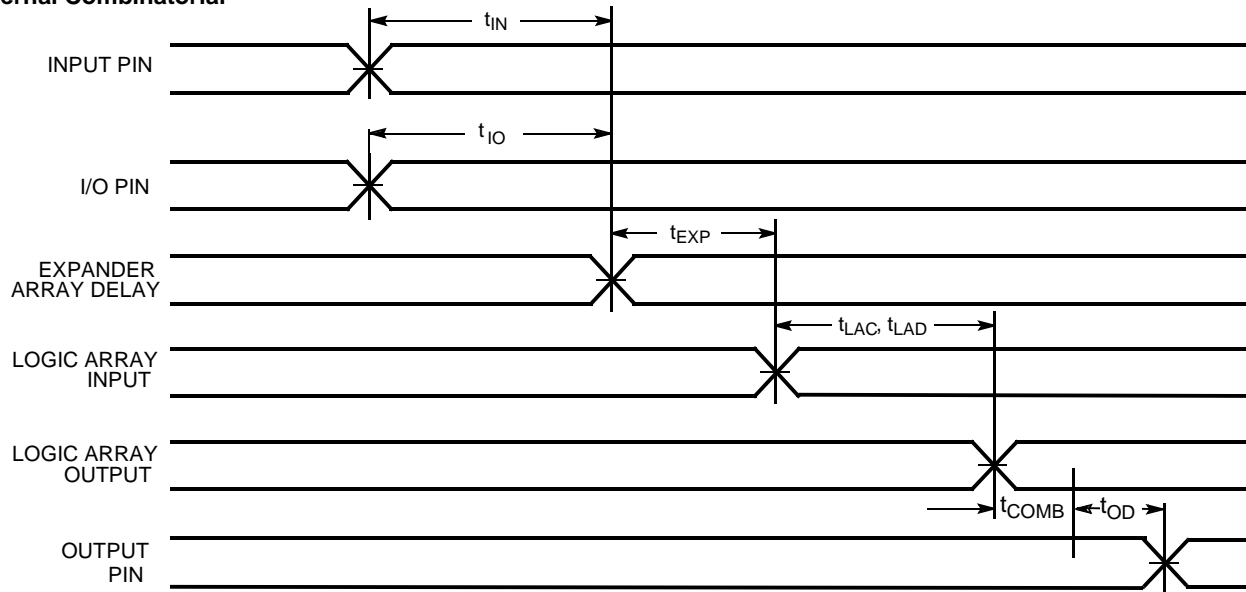 ernal Combinatorial
tIN
INPUT PIN
tIO
I/O PIN
tEXP
EXPANDER
ARRAY DELAY
tLAC, tLAD
LOGIC ARRAY
INPUT
LOGIC ARRAY
OUTPUT
tCOMB
tOD
OUTPUT
PIN